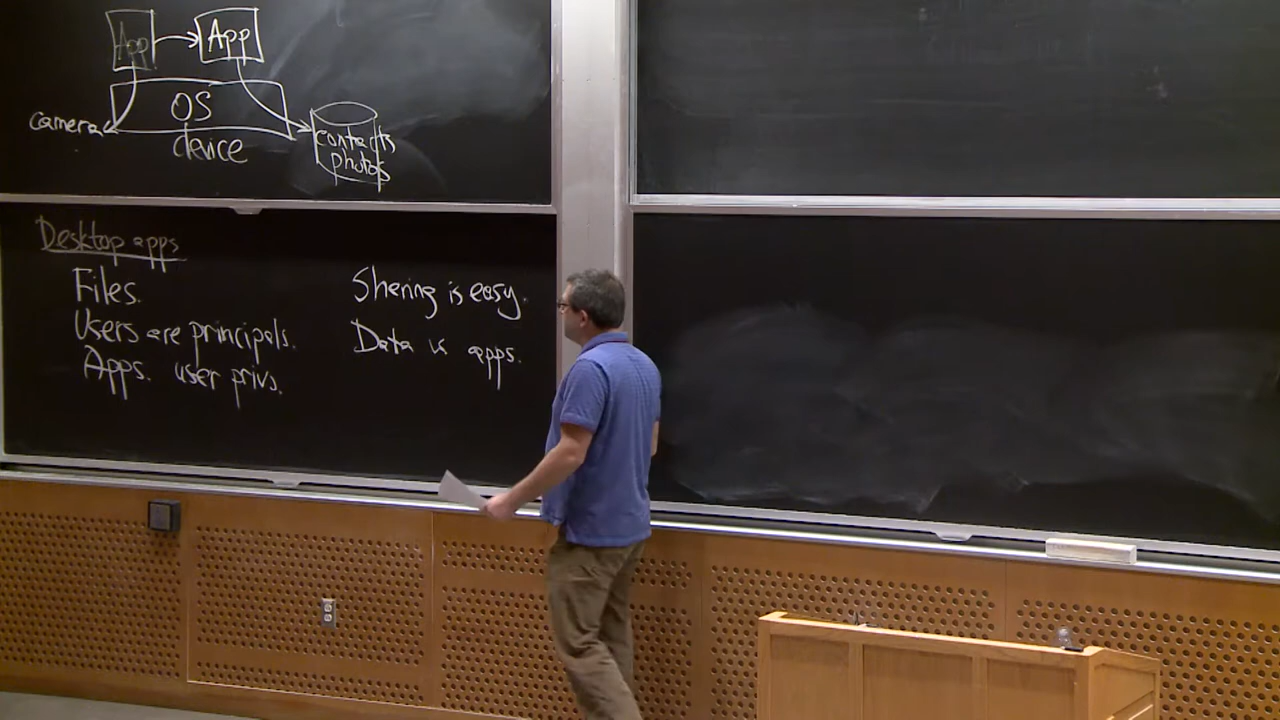 App App
OS
camera
device
contacts
photos
Desktop apps
Files.
Users are principals.
Apps. user privs.
Sharing is easy.
Data vs apps.